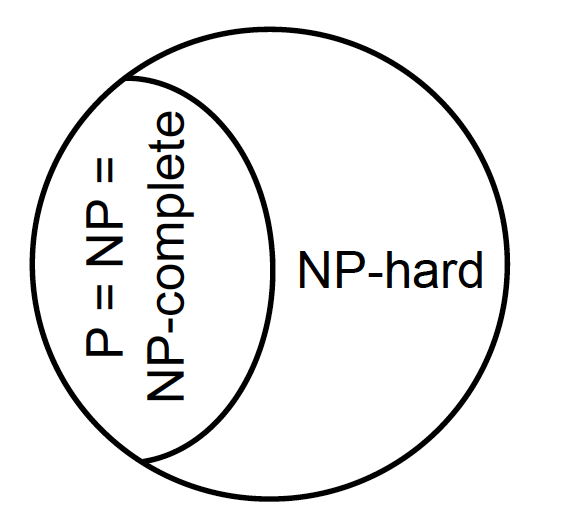 P = NP =
NP-complete
NP-hard